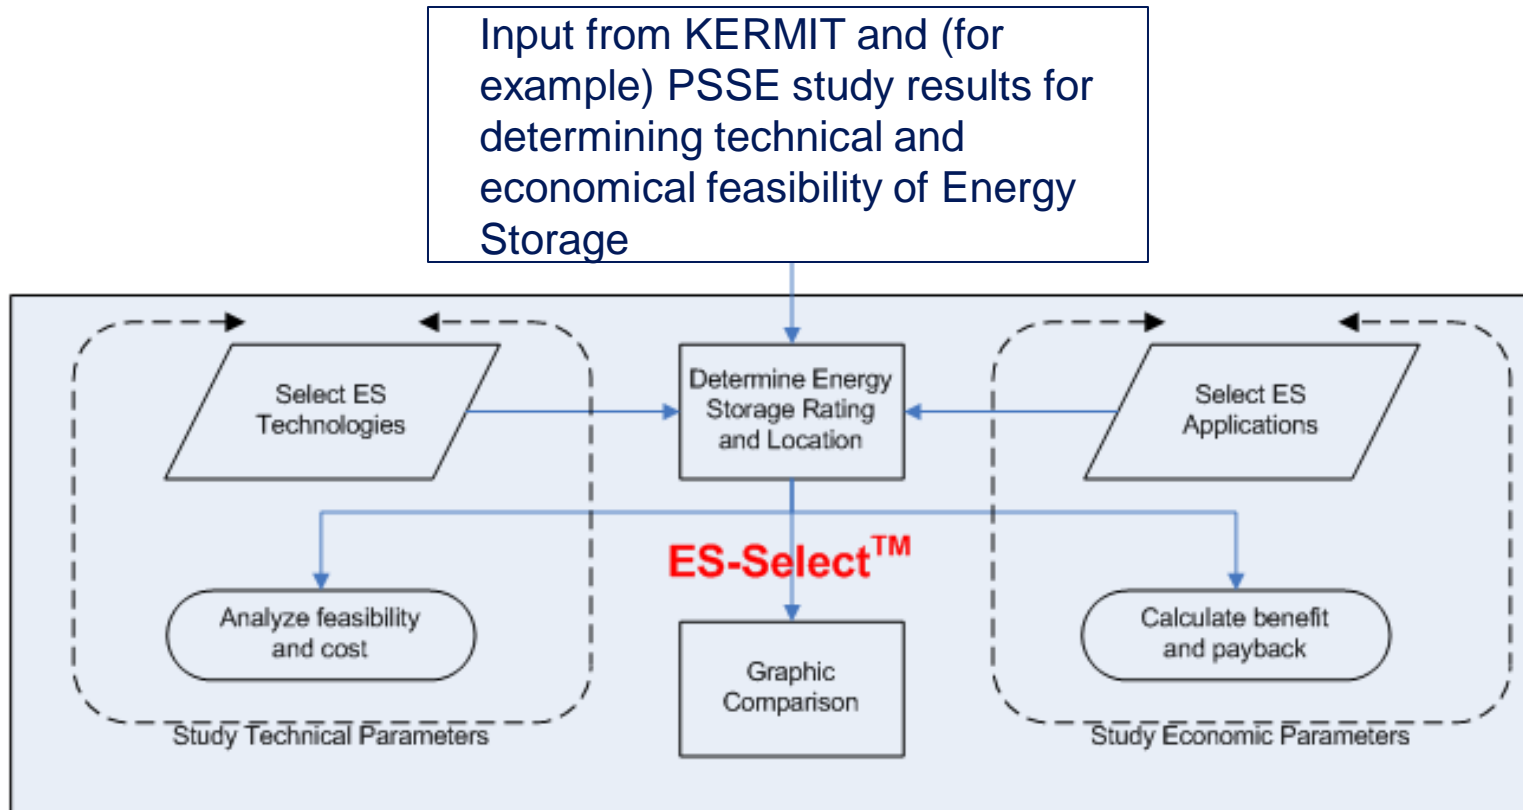 Input from KERMIT and (for
example) PSSE study results for
determining technical and
economical feasibility of Energy
Storage
Select ES
Technologies
Determine Energy
Storage Rating
and Location
Select ES
Applications
ES-Select™
Analyze feasibility
and cost
Graphic
Comparison
Calculate benefit
and payback
Study Technical Parameters
Study Economic Parameters